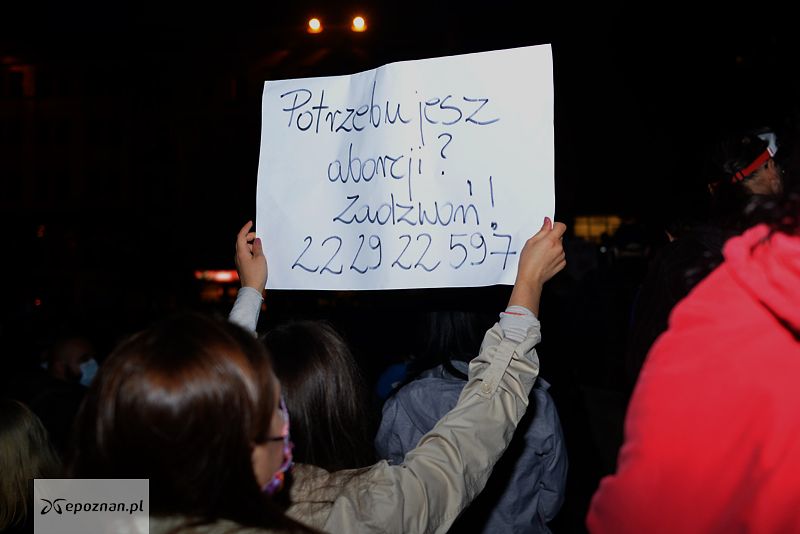 Potrzebujesz
aborcji?
Zadzwoń!
22 29 22 597
epoznan.pl